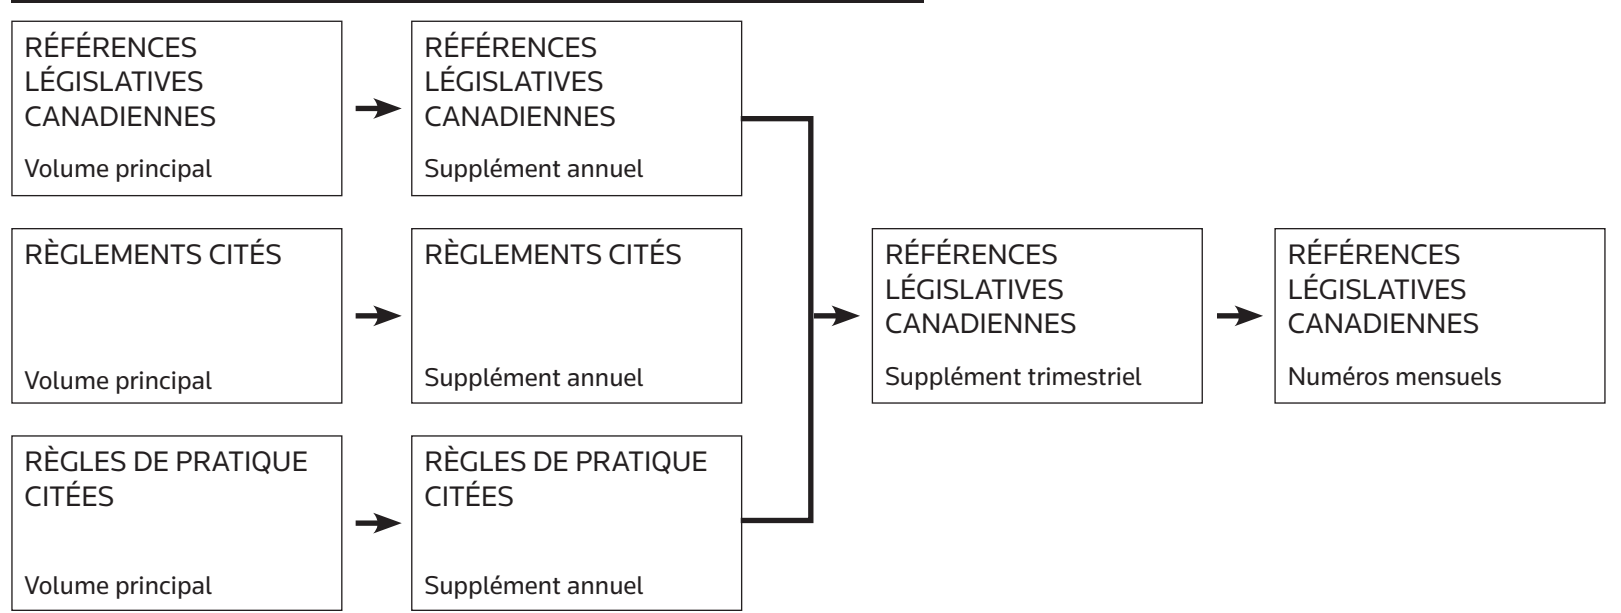 RÉFÉRENCES
LÉGISLATIVES
CANADIENNES
Volume principal
RÉFÉRENCES
LÉGISLATIVES
CANADIENNES
Supplément annuel
RÈGLEMENTS CITÉS
Volume principal
RÈGLEMENTS CITÉS
Supplément annuel
RÉFÉRENCES
LÉGISLATIVES
CANADIENNES
Supplément trimestriel
RÉFÉRENCES
LÉGISLATIVES
CANADIENNES
Numéros mensuels
RÈGLES DE PRATIQUE
CITÉES
Volume principal
RÈGLES DE PRATIQUE
CITÉES
Supplément annuel